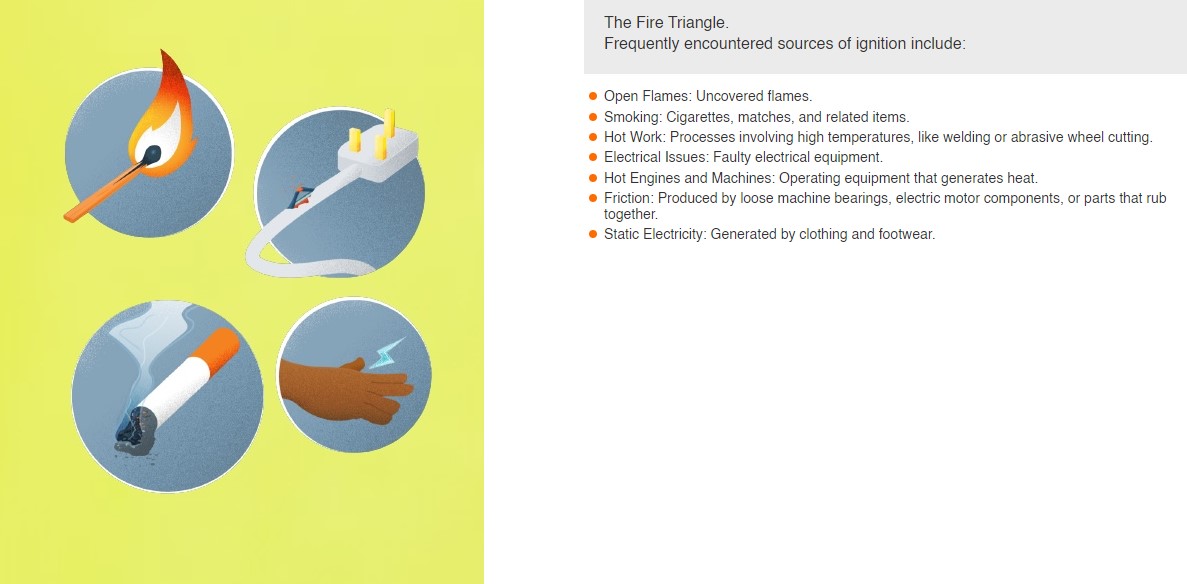 The Fire Triangle.
Frequently encountered sources of ignition include:
Open Flames: Uncovered flames.
Smoking: Cigarettes, matches, and related items.
Hot Work: Processes involving high temperatures, like welding or abrasive wheel cutting.
Electrical Issues: Faulty electrical equipment.
Hot Engines and Machines: Operating equipment that generates heat.
Friction: Produced by loose machine bearings, electric motor components, or parts that rub
together.
Static Electricity: Generated by clothing and footwear.